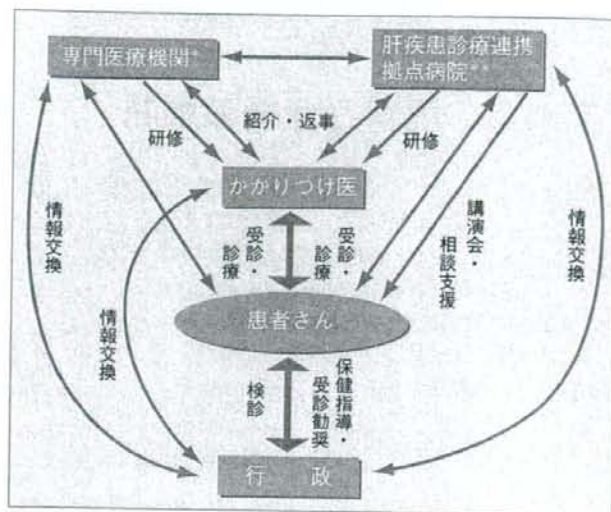 専門医療機関*
肝疾患診療連携
拠点病院**
紹介・返事
研修
研修
かかりつけ医
情報交換
情報交換
受診・
診療
受診・
診療
講演会・
相談支援
情報交換
患者さん
検診
保健指導・
受診勧奨
行　政